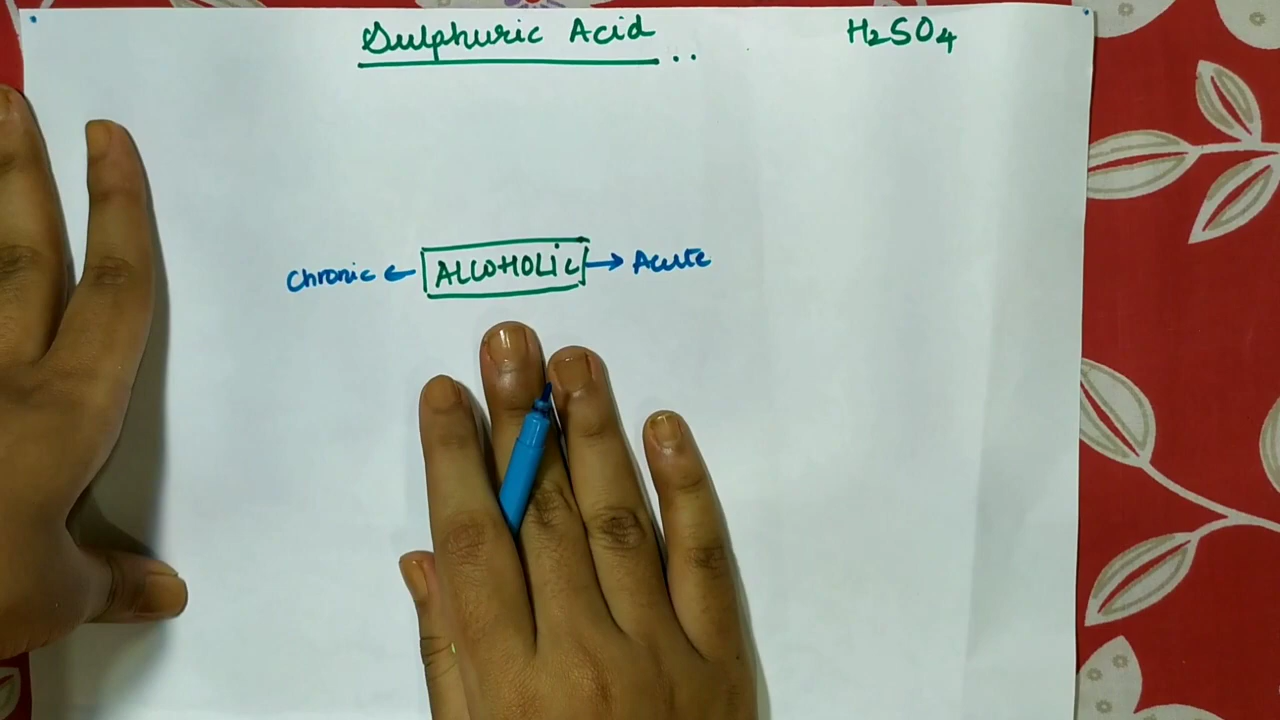 Sulphuric Acid .. H2SO4
Chronic ← ALCOHOLiC → Acute